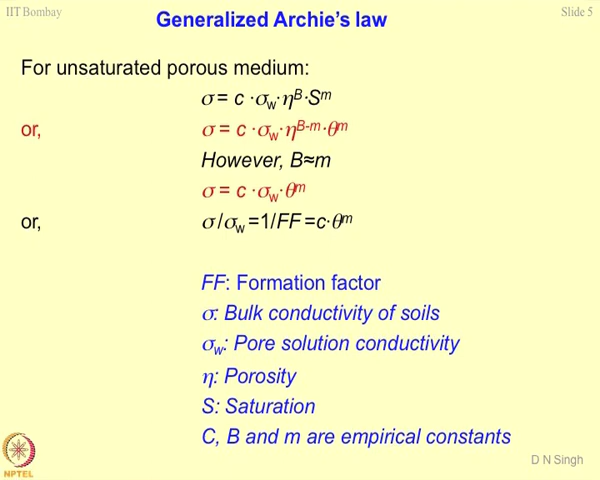 IIT Bombay
Slide 5
Generalized Archie's law
For unsaturated porous medium:
σ = c ·σw·ηB·Sm
or, σ = c ·σw·ηB-m·θm
However, B≈m
σ = c ·σw·θm
or, σ/σw =1/FF =c·θm
FF: Formation factor
σ: Bulk conductivity of soils
σw: Pore solution conductivity
η: Porosity
S: Saturation
C, B and m are empirical constants
D N Singh
NPTEL